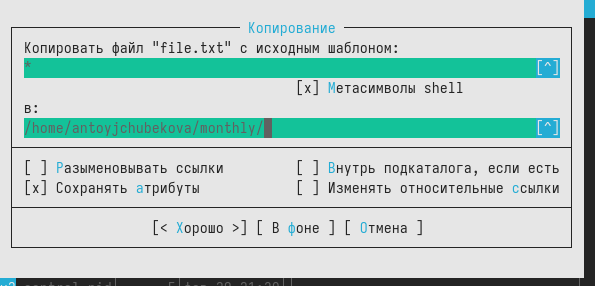 Копирование
Копировать файл "file.txt" с исходным шаблоном:
* [^]
[x] Метасимволы shell
в:
/home/antoyjchubekova/monthly/ [^]
[ ] Разыменовывать ссылки [ ] Внутрь подкаталога, если есть
[x] Сохранять атрибуты [ ] Изменять относительные ссылки
[< Хорошо >] [ В фоне ] [ Отмена ]